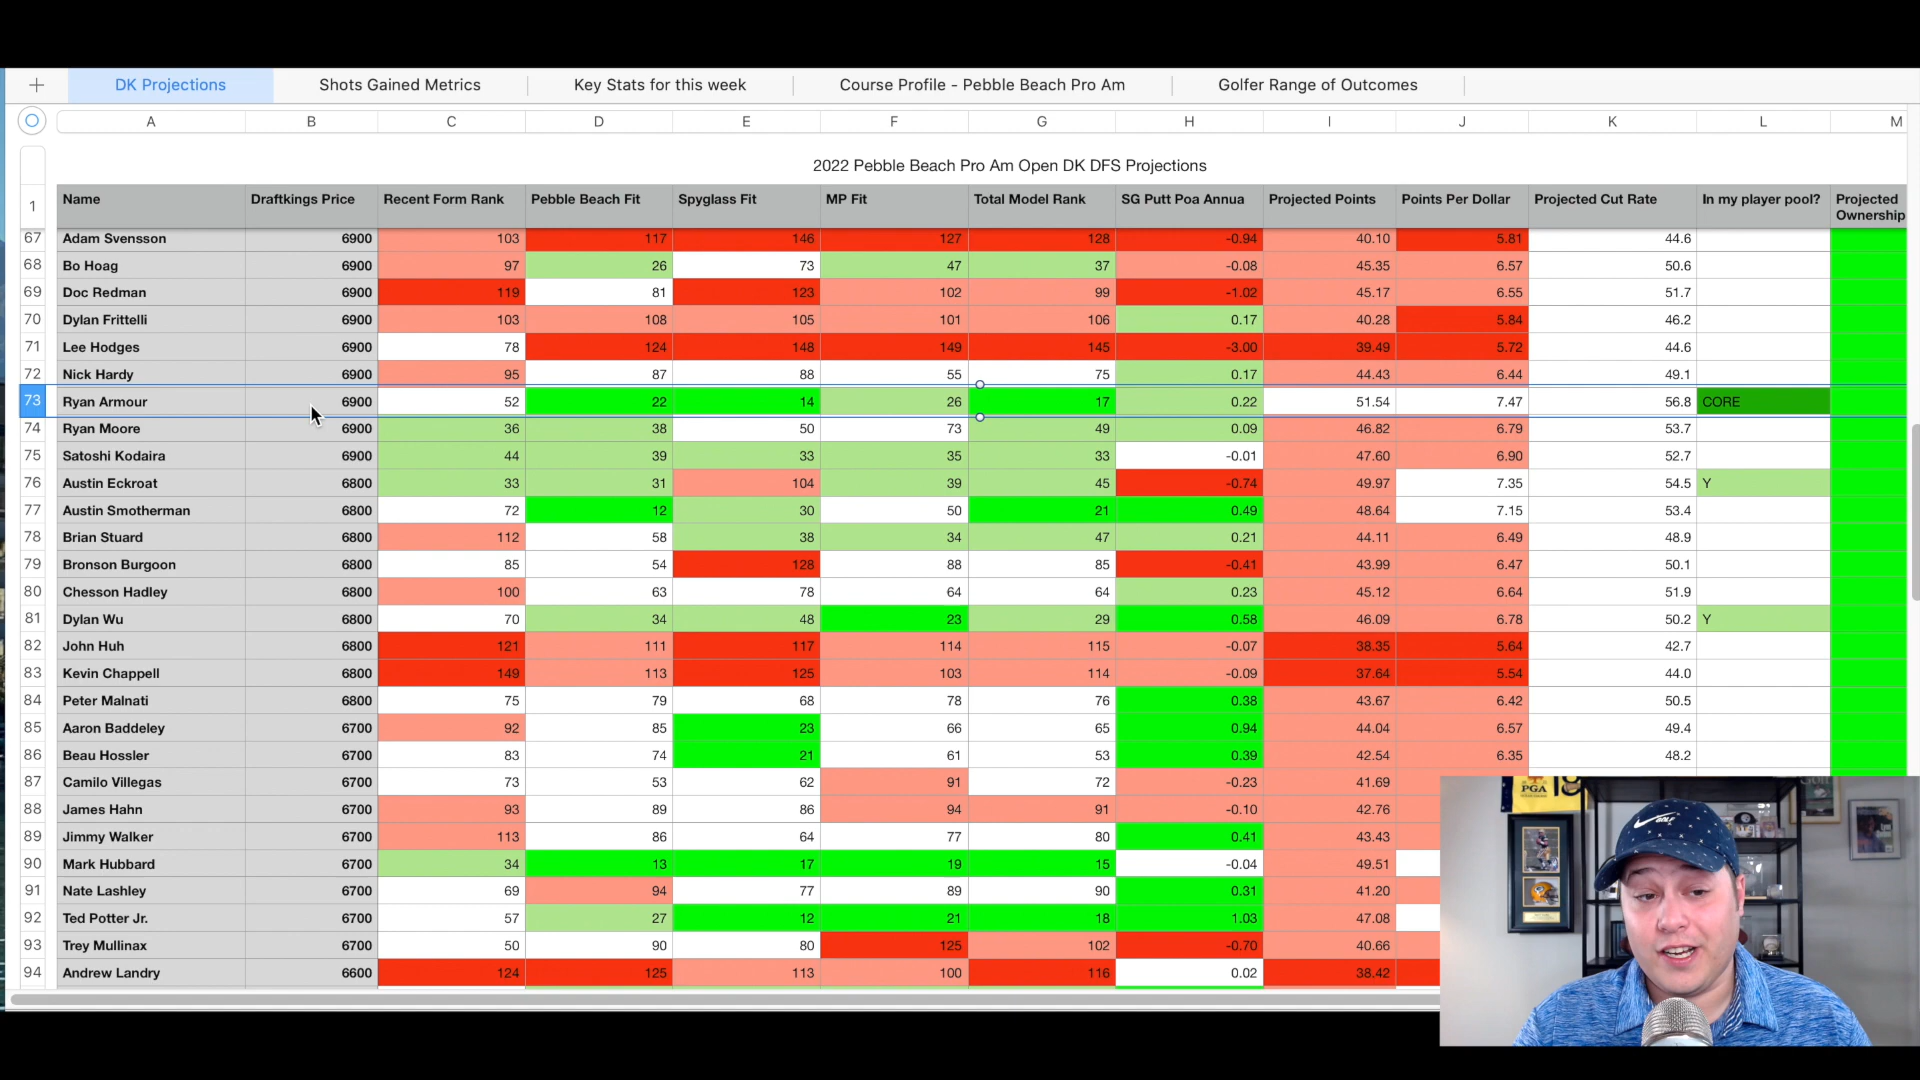 DK Projections Shots Gained Metrics Key Stats for this week Course Profile - Pebble Beach Pro Am Golfer Range of Outcomes
A B C D E F G H I J K L M
2022 Pebble Beach Pro Am Open DK DFS Projections
1 Name Draftkings Price Recent Form Rank Pebble Beach Fit Spyglass Fit MP Fit Total Model Rank SG Putt Poa Annua Projected Points Points Per Dollar Projected Cut Rate In my player pool? Projected
Ownership
67 Adam Svensson 6900 103 117 146 127 128 -0.94 40.10 5.81 44.6
68 Bo Hoag 6900 97 26 73 47 37 -0.08 45.35 6.57 50.6
69 Doc Redman 6900 119 81 123 102 99 -1.02 45.17 6.55 51.7
70 Dylan Frittelli 6900 103 108 105 101 106 0.17 40.28 5.84 46.2
71 Lee Hodges 6900 78 124 148 149 145 -3.00 39.49 5.72 44.6
72 Nick Hardy 6900 95 87 88 55 75 0.17 44.43 6.44 49.1
73 Ryan Armour 6900 52 22 14 26 17 0.22 51.54 7.47 56.8 CORE
74 Ryan Moore 6900 36 38 50 73 49 0.09 46.82 6.79 53.7
75 Satoshi Kodaira 6900 44 39 33 35 33 -0.01 47.60 6.90 52.7
76 Austin Eckroat 6800 33 31 104 39 45 -0.74 49.97 7.35 54.5 Y
77 Austin Smotherman 6800 72 12 30 50 21 0.49 48.64 7.15 53.4
78 Brian Stuard 6800 112 58 38 34 47 0.21 44.11 6.49 48.9
79 Bronson Burgoon 6800 85 54 128 88 85 -0.41 43.99 6.47 50.1
80 Chesson Hadley 6800 100 63 78 64 64 0.23 45.12 6.64 51.9
81 Dylan Wu 6800 70 34 48 23 29 0.58 46.09 6.78 50.2 Y
82 John Huh 6800 121 111 117 114 115 -0.07 38.35 5.64 42.7
83 Kevin Chappell 6800 149 113 125 103 114 -0.09 37.64 5.54 44.0
84 Peter Malnati 6800 75 79 68 78 76 0.38 43.67 6.42 50.5
85 Aaron Baddeley 6700 92 85 23 66 65 0.94 44.04 6.57 49.4
86 Beau Hossler 6700 83 74 21 61 53 0.39 42.54 6.35 48.2
87 Camilo Villegas 6700 73 53 62 91 72 -0.23 41.69
88 James Hahn 6700 93 89 86 94 91 -0.10 42.76
89 Jimmy Walker 6700 113 86 64 77 80 0.41 43.43
90 Mark Hubbard 6700 34 13 17 19 15 -0.04 49.51
91 Nate Lashley 6700 69 94 77 89 90 0.31 41.20
92 Ted Potter Jr. 6700 57 27 12 21 18 1.03 47.08
93 Trey Mullinax 6700 50 90 80 125 102 -0.70 40.66
94 Andrew Landry 6600 124 125 113 100 116 0.02 38.42
PGA